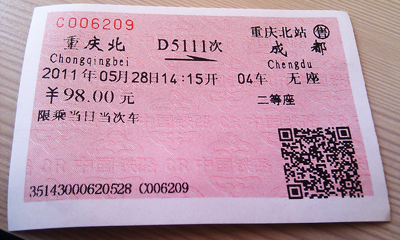 C006209 重庆北站 售
重庆北 D5111次 成都
Chongqingbei Chengdu
2011年05月28日14:15开 04车 无座
￥98.00元 二等座
限乘当日当次车
35143000620528 C006209